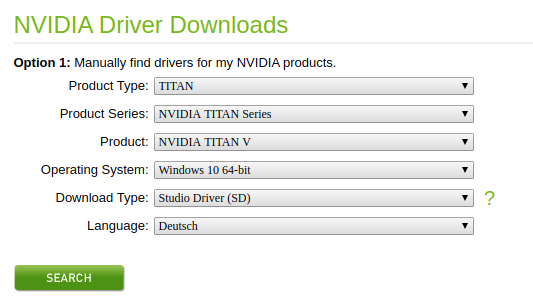 NVIDIA Driver Downloads
Option 1: Manually find drivers for my NVIDIA products.
Product Type: TITAN
Product Series: NVIDIA TITAN Series
Product: NVIDIA TITAN V
Operating System: Windows 10 64-bit
Download Type: Studio Driver (SD) ?
Language: Deutsch
SEARCH